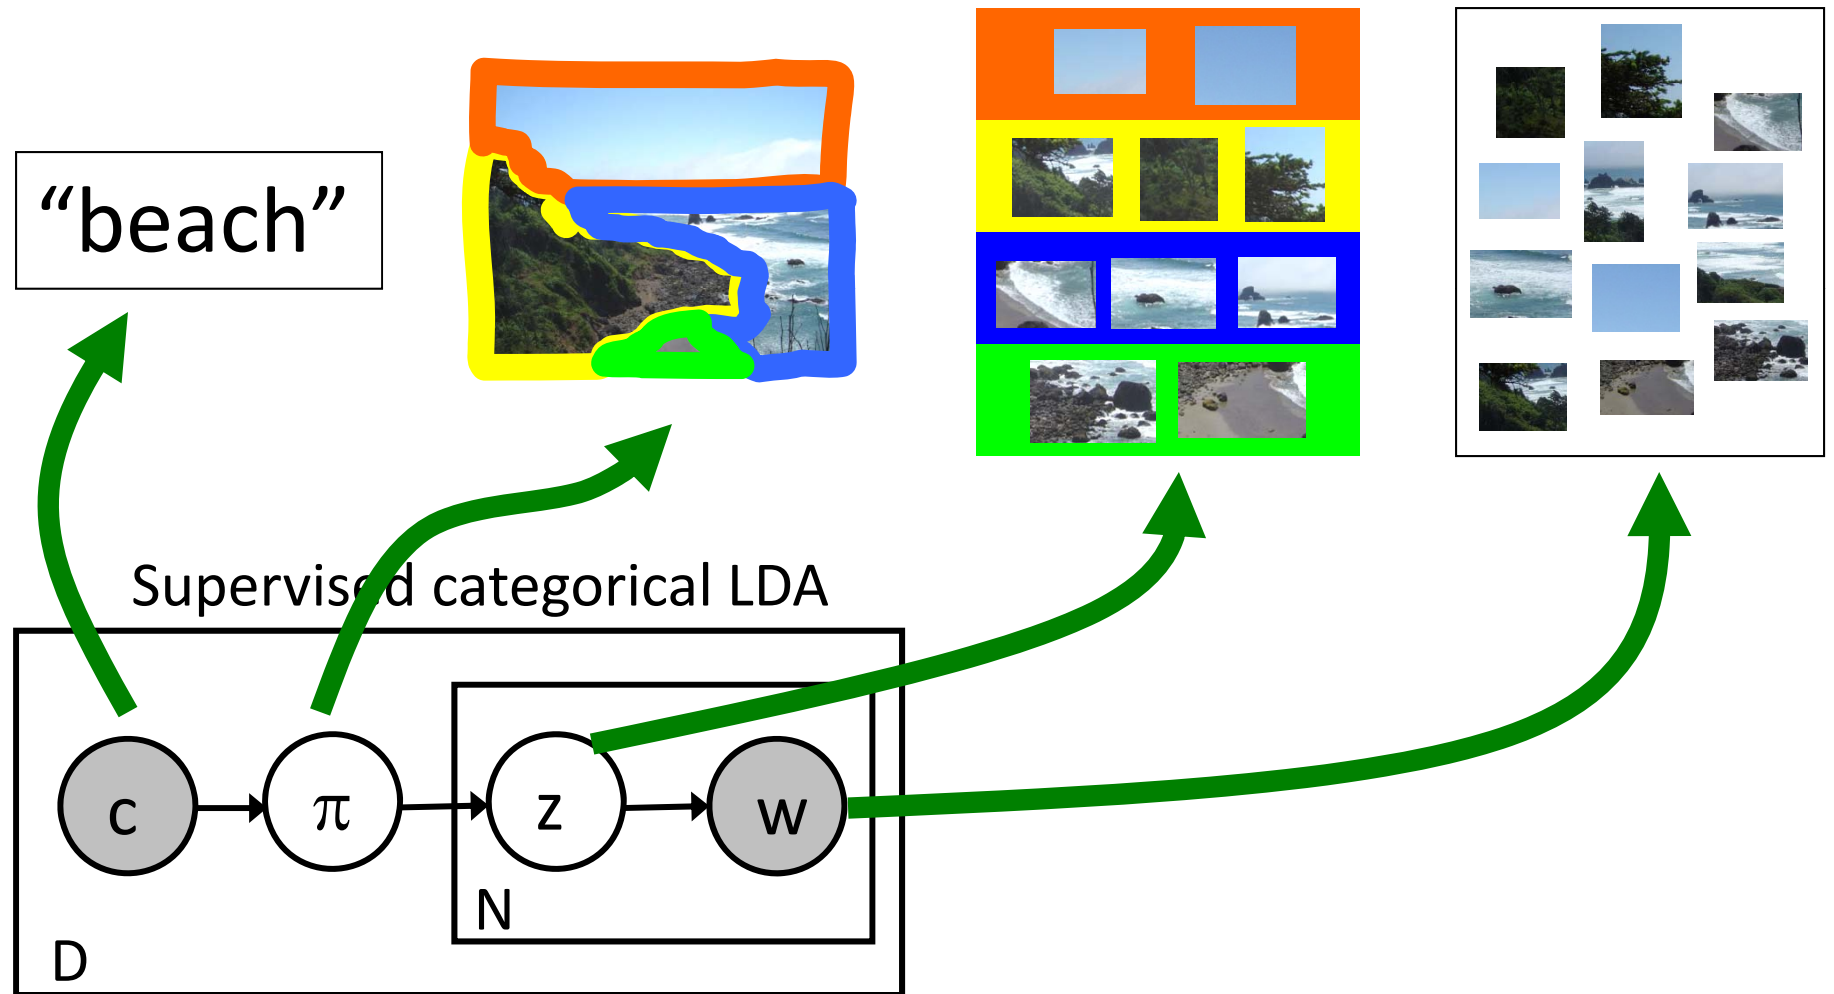 “beach”
Supervised categorical LDA
c
π
z
w
N
D